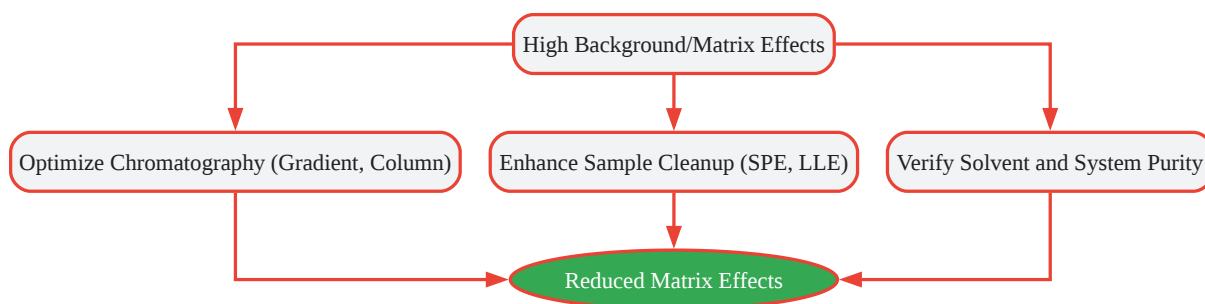 High Background/Matrix Effects
Optimize Chromatography (Gradient, Column)
Enhance Sample Cleanup (SPE, LLE)
Verify Solvent and System Purity
Reduced Matrix Effects